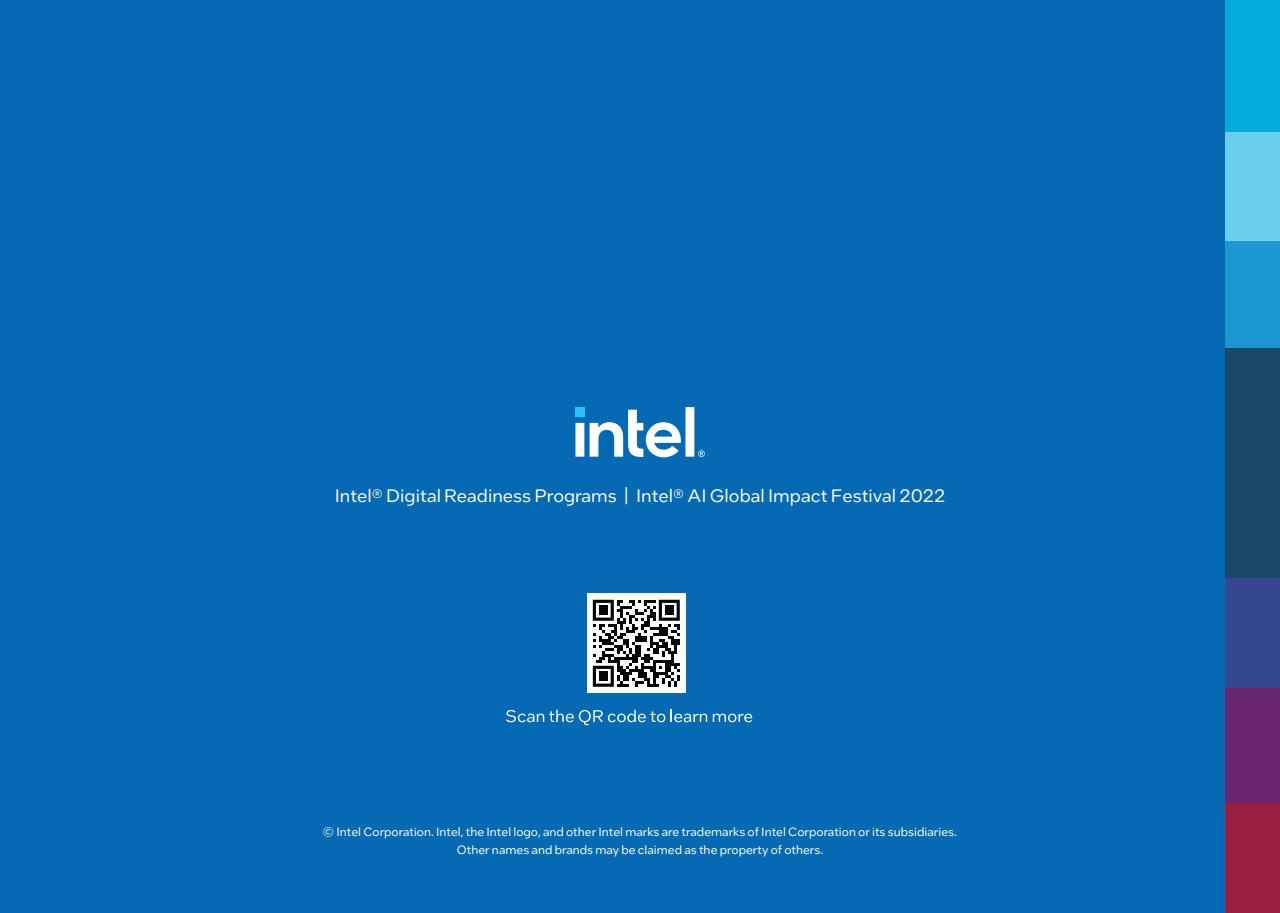 intel®
Intel® Digital Readiness Programs | Intel® AI Global Impact Festival 2022
Scan the QR code to learn more
© Intel Corporation. Intel, the Intel logo, and other Intel marks are trademarks of Intel Corporation or its subsidiaries.
Other names and brands may be claimed as the property of others.